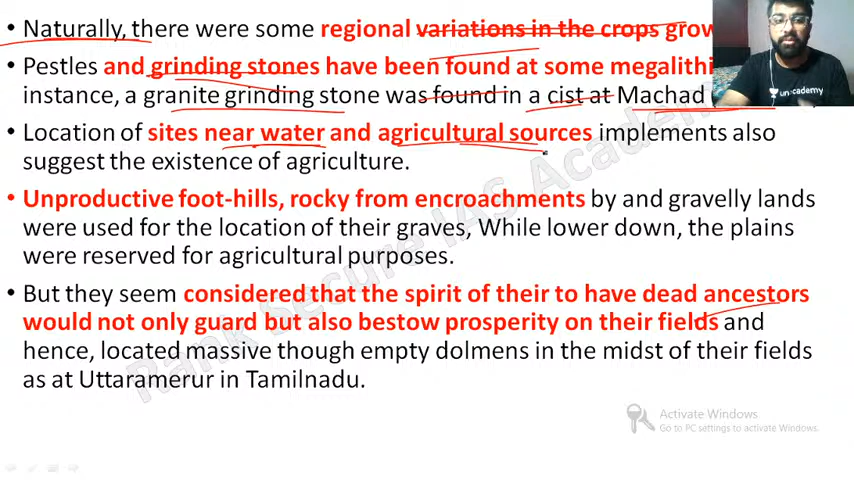 • Naturally, there were some regional variations in the crops
• Pestles and grinding stones have been found at some
instance, a granite grinding stone was found in a cist at Machad
• Location of sites near water and agricultural sources implements also
suggest the existence of agriculture.
• Unproductive foot-hills, rocky from encroachments by and gravelly lands
were used for the location of their graves, While lower down, the plains
were reserved for agricultural purposes.
• But they seem considered that the spirit of their to have dead ancestors
would not only guard but also bestow prosperity on their fields and
hence, located massive though empty dolmens in the midst of their fields
as at Uttaramerur in Tamilnadu.
Rank Secure IAS Academy
unacademy
Activate Windows
Go to PC settings to activate Windows.